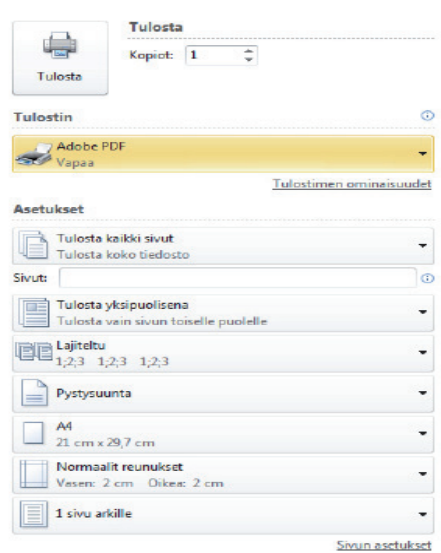 Tulosta
Kopiot: 1
Tulosta
Tulostin
Adobe PDF
Vapaa
Tulostimen ominaisuudet
Asetukset
Tulosta kaikki sivut
Tulosta koko tiedosto
Sivut:
Tulosta yksipuolisena
Tulosta vain sivun toiselle puolelle
Lajiteltu
1;2;3 1;2;3 1;2;3
Pystysuunta
A4
21 cm x 29,7 cm
Normaalit reunukset
Vasen: 2 cm Oikea: 2 cm
1 sivu arkille
Sivun asetukset